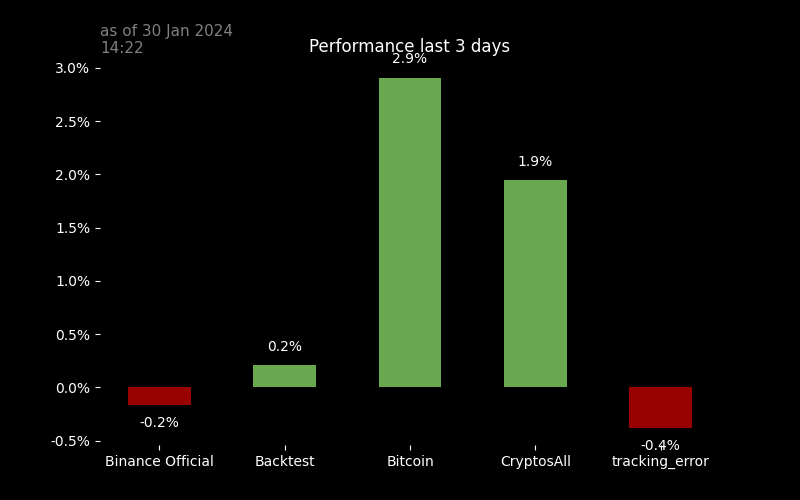 as of 30 Jan 2024
14:22
Performance last 3 days
3.0%
2.5%
2.0%
1.5%
1.0%
0.5%
0.0%
-0.5%
-0.2%
0.2%
2.9%
1.9%
-0.4%
Binance Official
Backtest
Bitcoin
CryptosAll
tracking_error